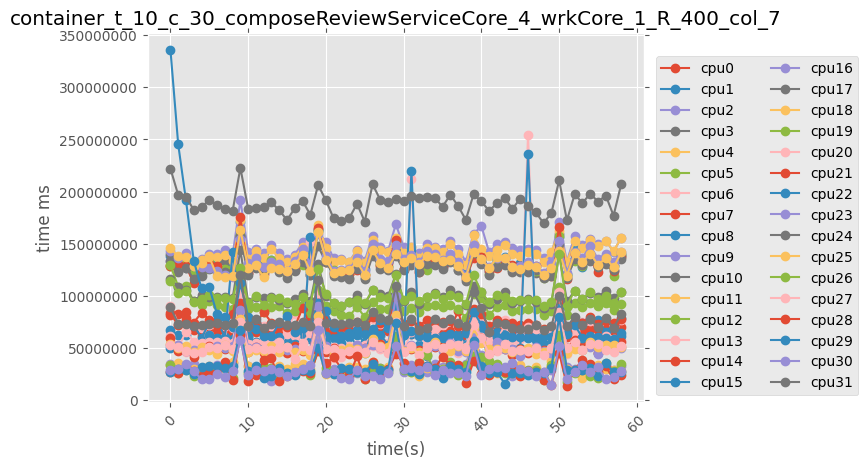 container_t_10_c_30_composeReviewServiceCore_4_wrkCore_1_R_400_col_7
350000000
300000000
250000000
200000000
150000000
100000000
50000000
0
time ms
0
10
20
30
40
50
60
time(s)
cpu0
cpu1
cpu2
cpu3
cpu4
cpu5
cpu6
cpu7
cpu8
cpu9
cpu10
cpu11
cpu12
cpu13
cpu14
cpu15
cpu16
cpu17
cpu18
cpu19
cpu20
cpu21
cpu22
cpu23
cpu24
cpu25
cpu26
cpu27
cpu28
cpu29
cpu30
cpu31